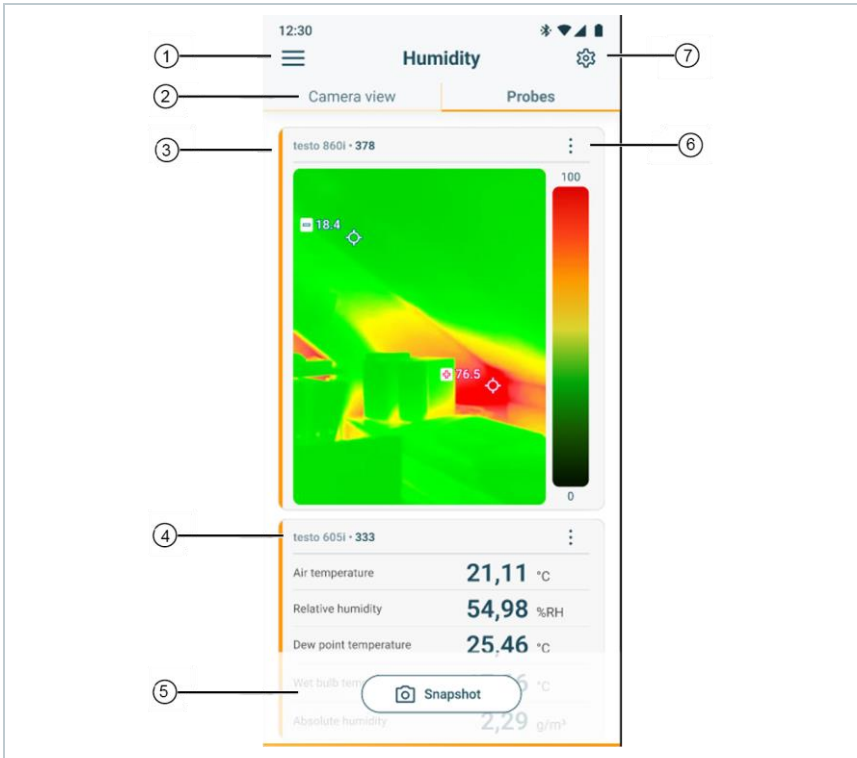 12:30
① Humidity ⑦
② Camera view Probes
③ testo 860i • 378 ⑥
100
18.4
76.5
0
④ testo 605i • 333
Air temperature 21,11 °C
Relative humidity 54,98 %RH
Dew point temperature 25,46 °C
Wet bulb °C
⑤ Snapshot
Absolute humidity 2,29 g/m³